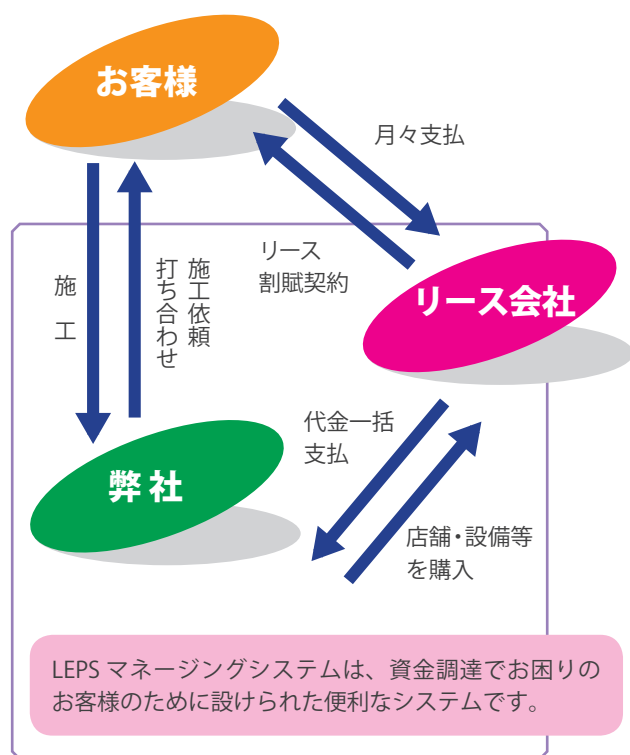 お客様
月々支払
リース
割賦契約
リース会社
施工
施工依頼
打ち合わせ
代金一括
支払
弊社
店舗・設備等
を購入
LEPS マネージングシステムは、資金調達でお困りの
お客様のために設けられた便利なシステムです。